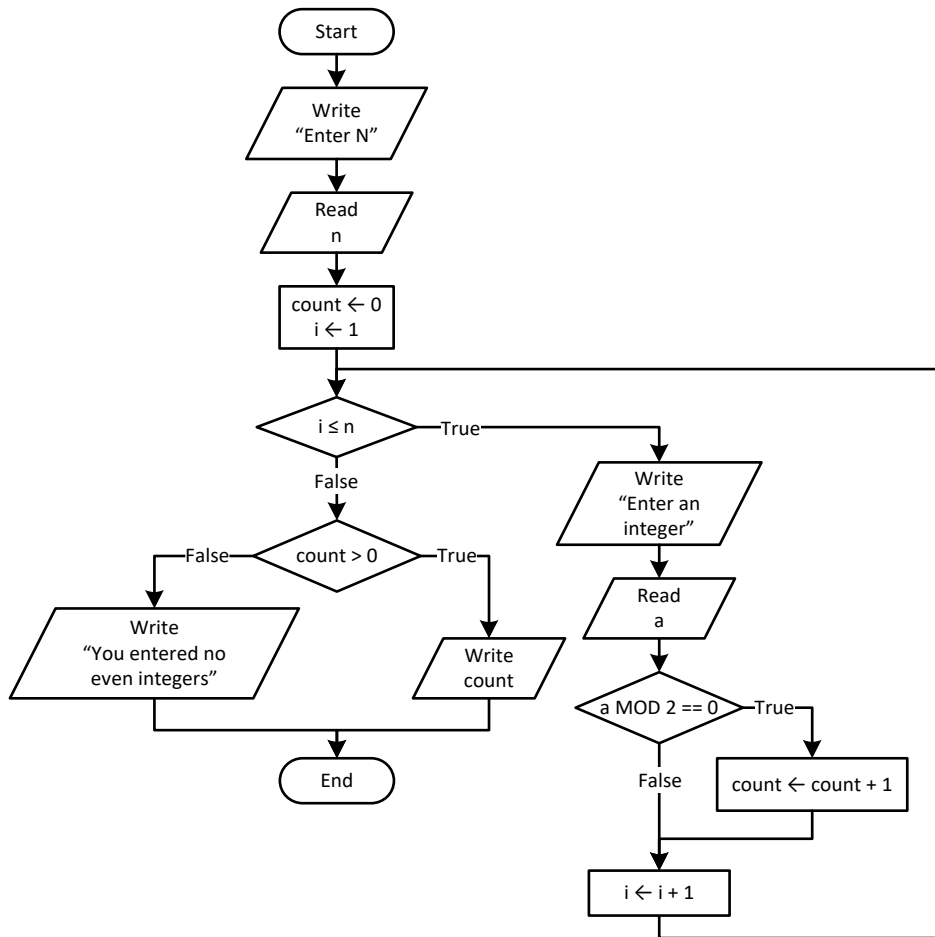 Start
Write
“Enter N”
Read
n
count ← 0
i ← 1
i ≤ n
True
False
Write
“Enter an
integer”
False
count > 0
True
Read
a
Write
“You entered no
even integers”
Write
count
a MOD 2 == 0
True
End
False
count ← count + 1
i ← i + 1